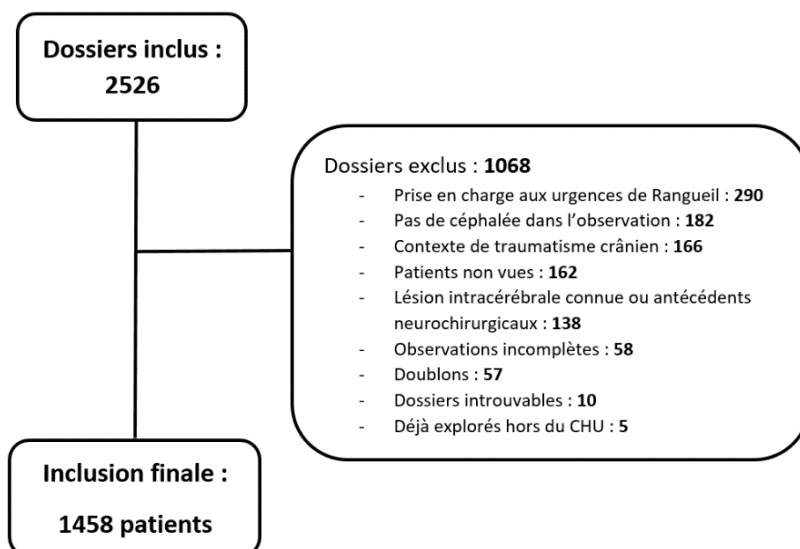 Dossiers inclus :
2526
Dossiers exclus : 1068
- Prise en charge aux urgences de Rangueil : 290
- Pas de céphalée dans l'observation : 182
- Contexte de traumatisme crânien : 166
- Patients non vues : 162
- Lésion intracérébrale connue ou antécédents
neurochirurgicaux : 138
- Observations incomplètes : 58
- Doublons : 57
- Dossiers introuvables : 10
- Déjà explorés hors du CHU : 5
Inclusion finale :
1458 patients